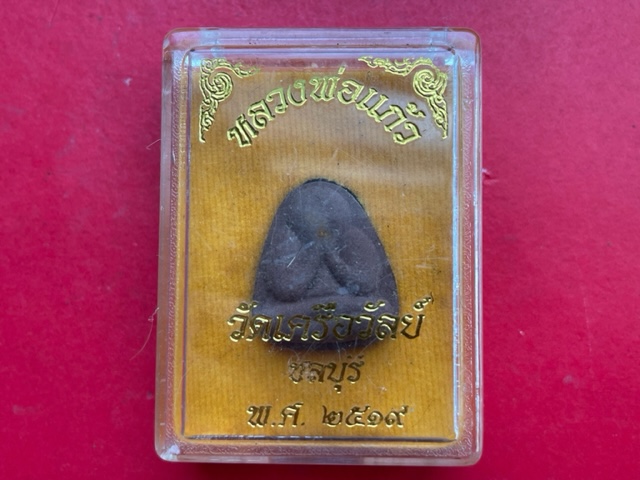 หลวงพ่อแก้ว
วัดเครือวัลย์
ชลบุรี
พ.ศ. ๒๕๑๙